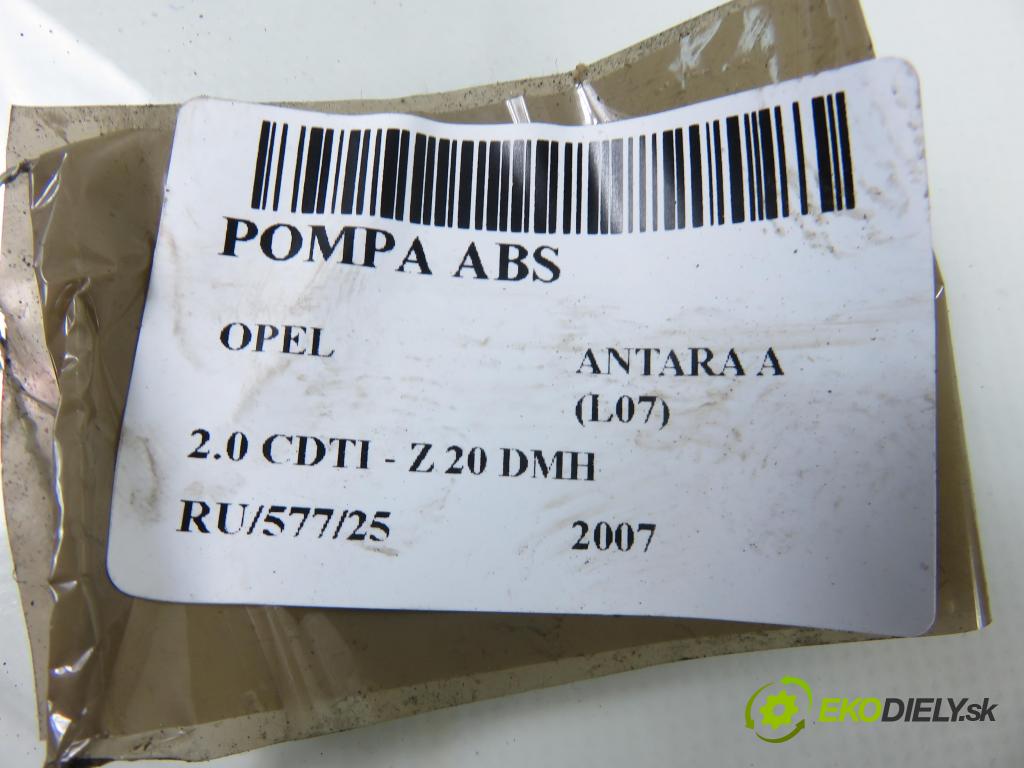 POMPA ABS
OPEL
ANTARA A
(L07)
2.0 CDTI - Z 20 DMH
RU/577/25
2007
EKODIELY.sk